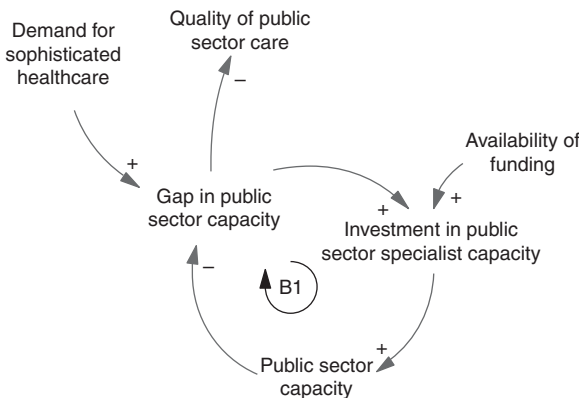 Demand for
sophisticated
healthcare
Quality of public
sector care
–
+
Availability of
funding
+
+
Gap in public
sector capacity
Investment in public
sector specialist capacity
–
B1
+
Public sector
capacity